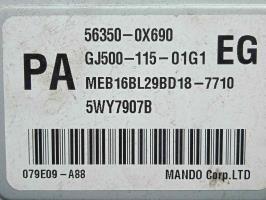 56350-0X690
PA GJ500-115-01G1 EG
MEB16BL29BD18-7710
5WY7907B
079E09-A88 MANDO Corp.LTD